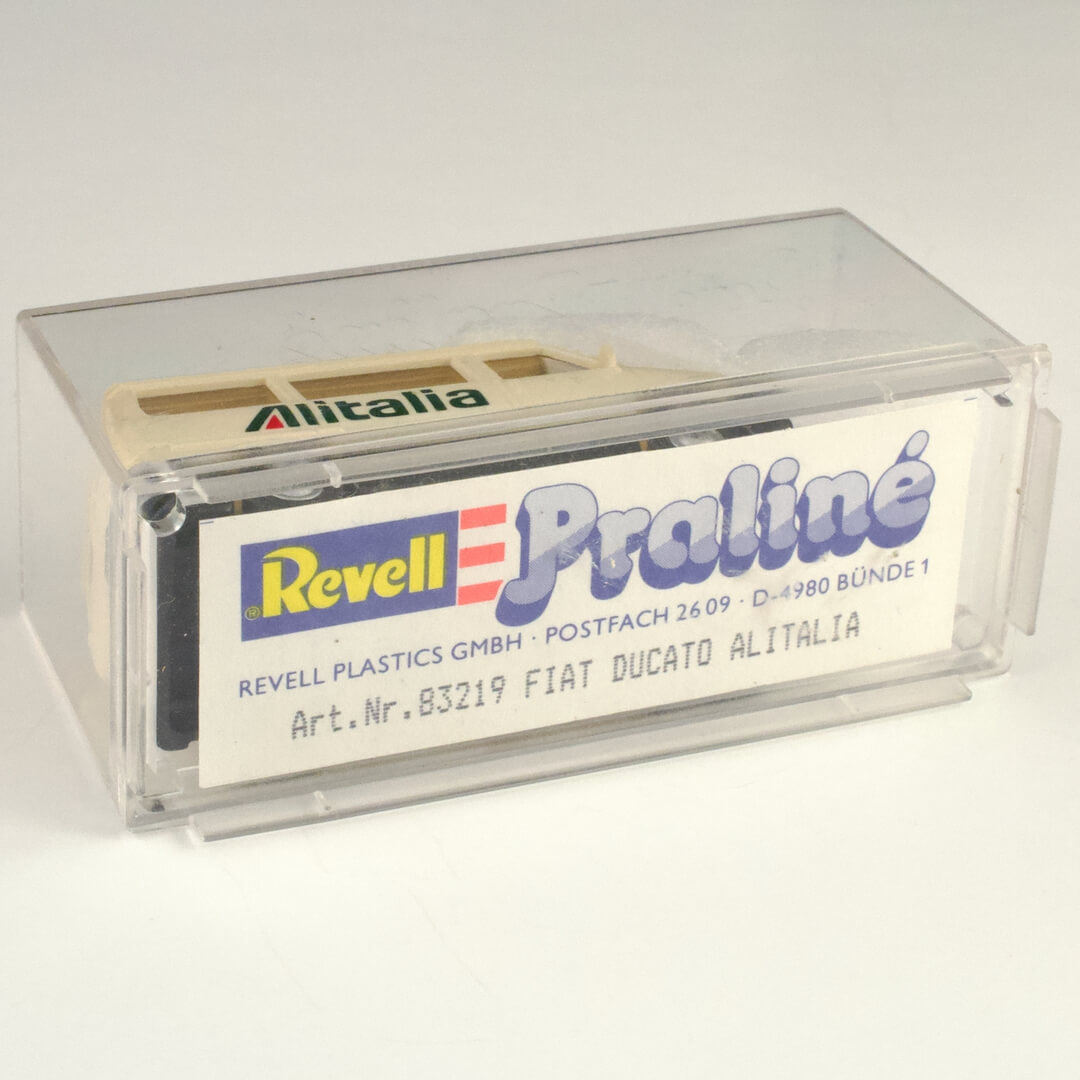 Alitalia
® Revell Praliné
REVELL PLASTICS GMBH · POSTFACH 26 09 · D-4980 BÜNDE 1
Art.Nr.83219 FIAT DUCATO ALITALIA